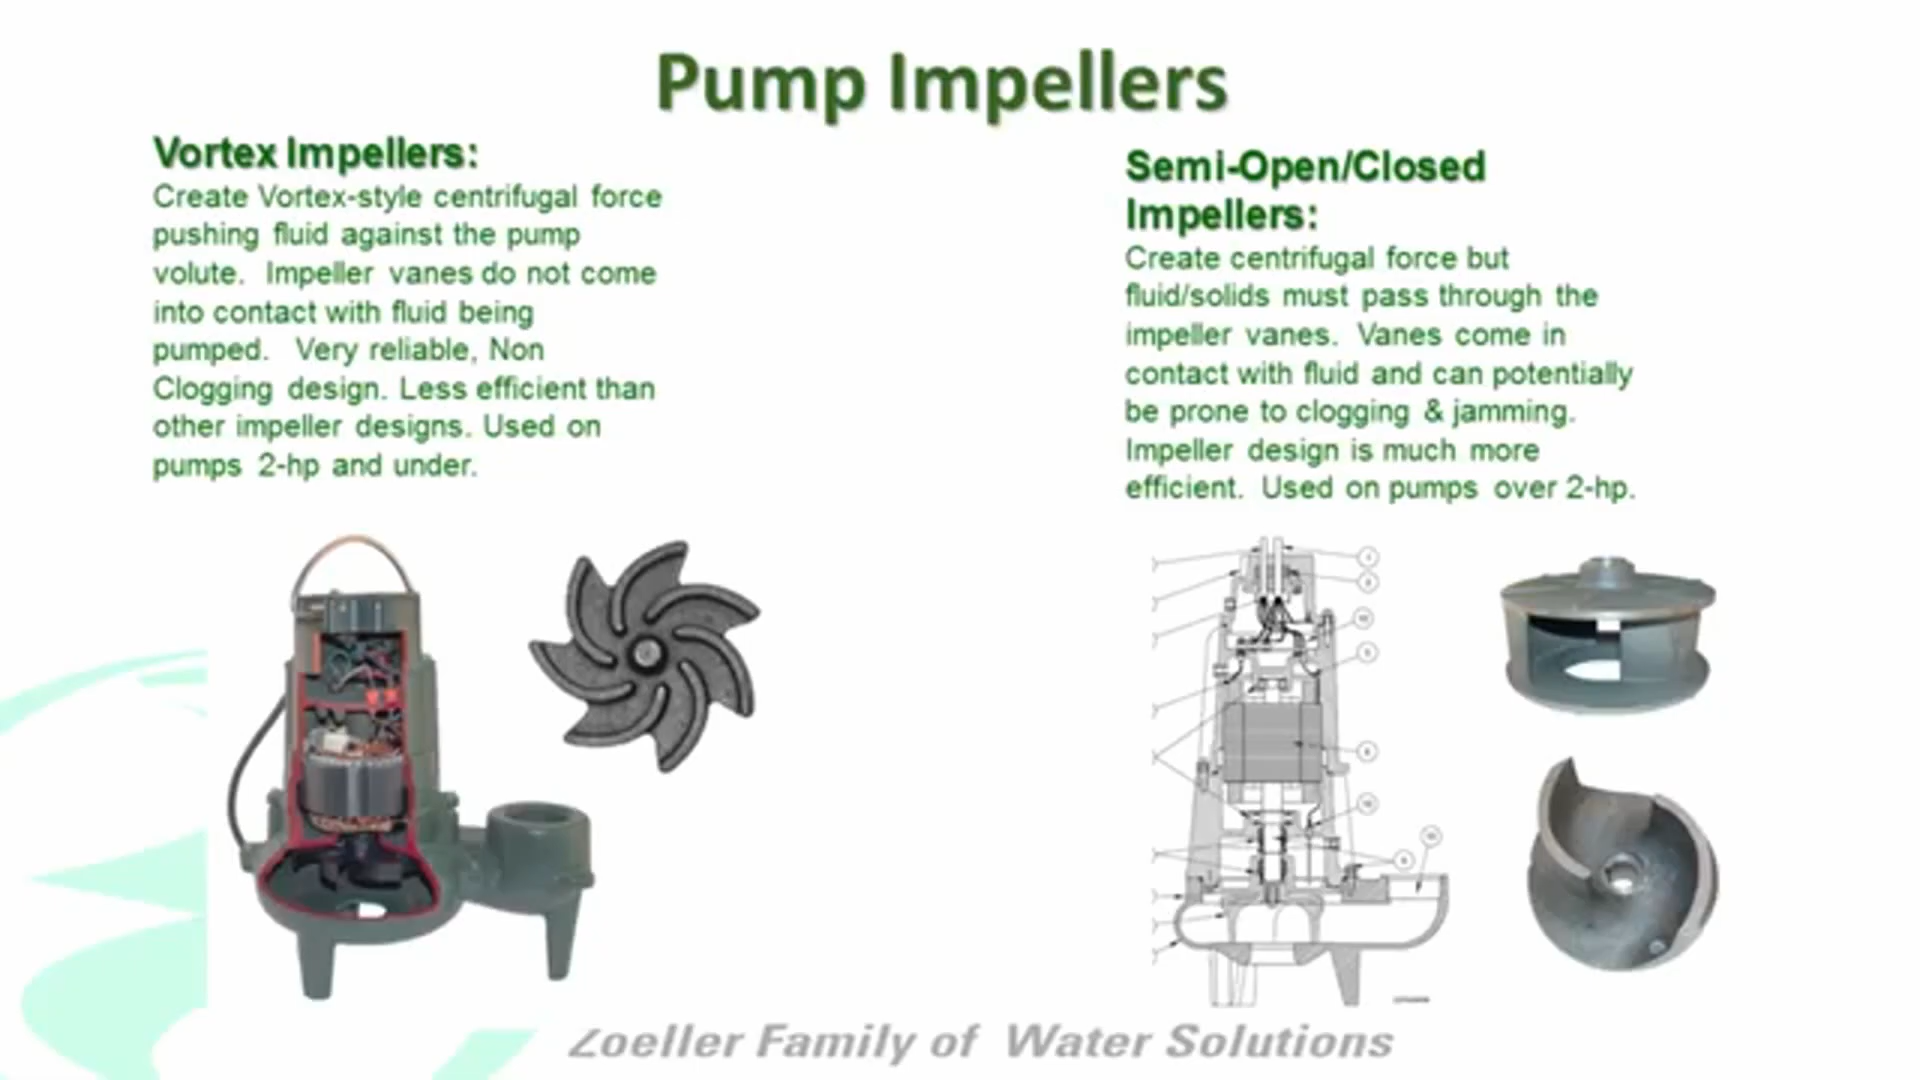 Pump Impellers
Vortex Impellers:
Create Vortex-style centrifugal force
pushing fluid against the pump
volute. Impeller vanes do not come
into contact with fluid being
pumped. Very reliable, Non
Clogging design. Less efficient than
other impeller designs. Used on
pumps 2-hp and under.
Semi-Open/Closed
Impellers:
Create centrifugal force but
fluid/solids must pass through the
impeller vanes. Vanes come in
contact with fluid and can potentially
be prone to clogging & jamming.
Impeller design is much more
efficient. Used on pumps over 2-hp.
Zoeller Family of Water Solutions